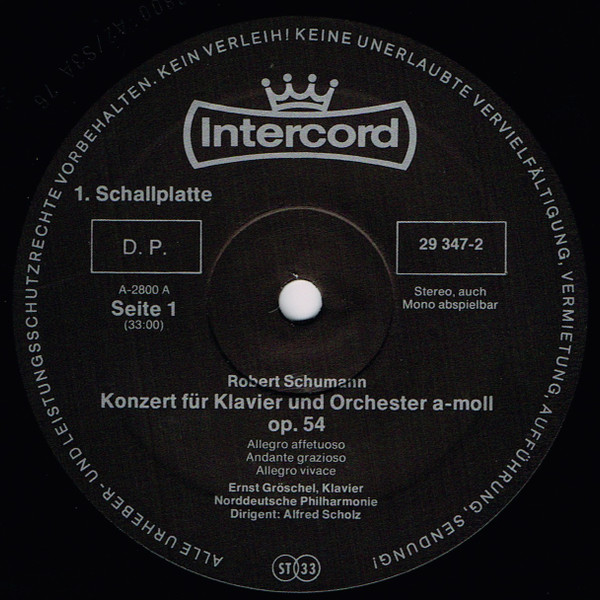 ALLE URHEBER- UND LEISTUNGSSCHUTZRECHTE VORBEHALTEN. KEIN VERLEIH! KEINE UNERLAUBTE VERVIELFÄLTIGUNG, VERMIETUNG, AUFFÜHRUNG, SENDUNG!
Intercord
1. Schallplatte
D. P.
29 347-2
A-2800 A
Seite 1
(33:00)
Stereo, auch
Mono abspielbar
Robert Schumann
Konzert für Klavier und Orchester a-moll
op. 54
Allegro affetuoso
Andante grazioso
Allegro vivace
Ernst Gröschel, Klavier
Norddeutsche Philharmonie
Dirigent: Alfred Scholz
ST 33